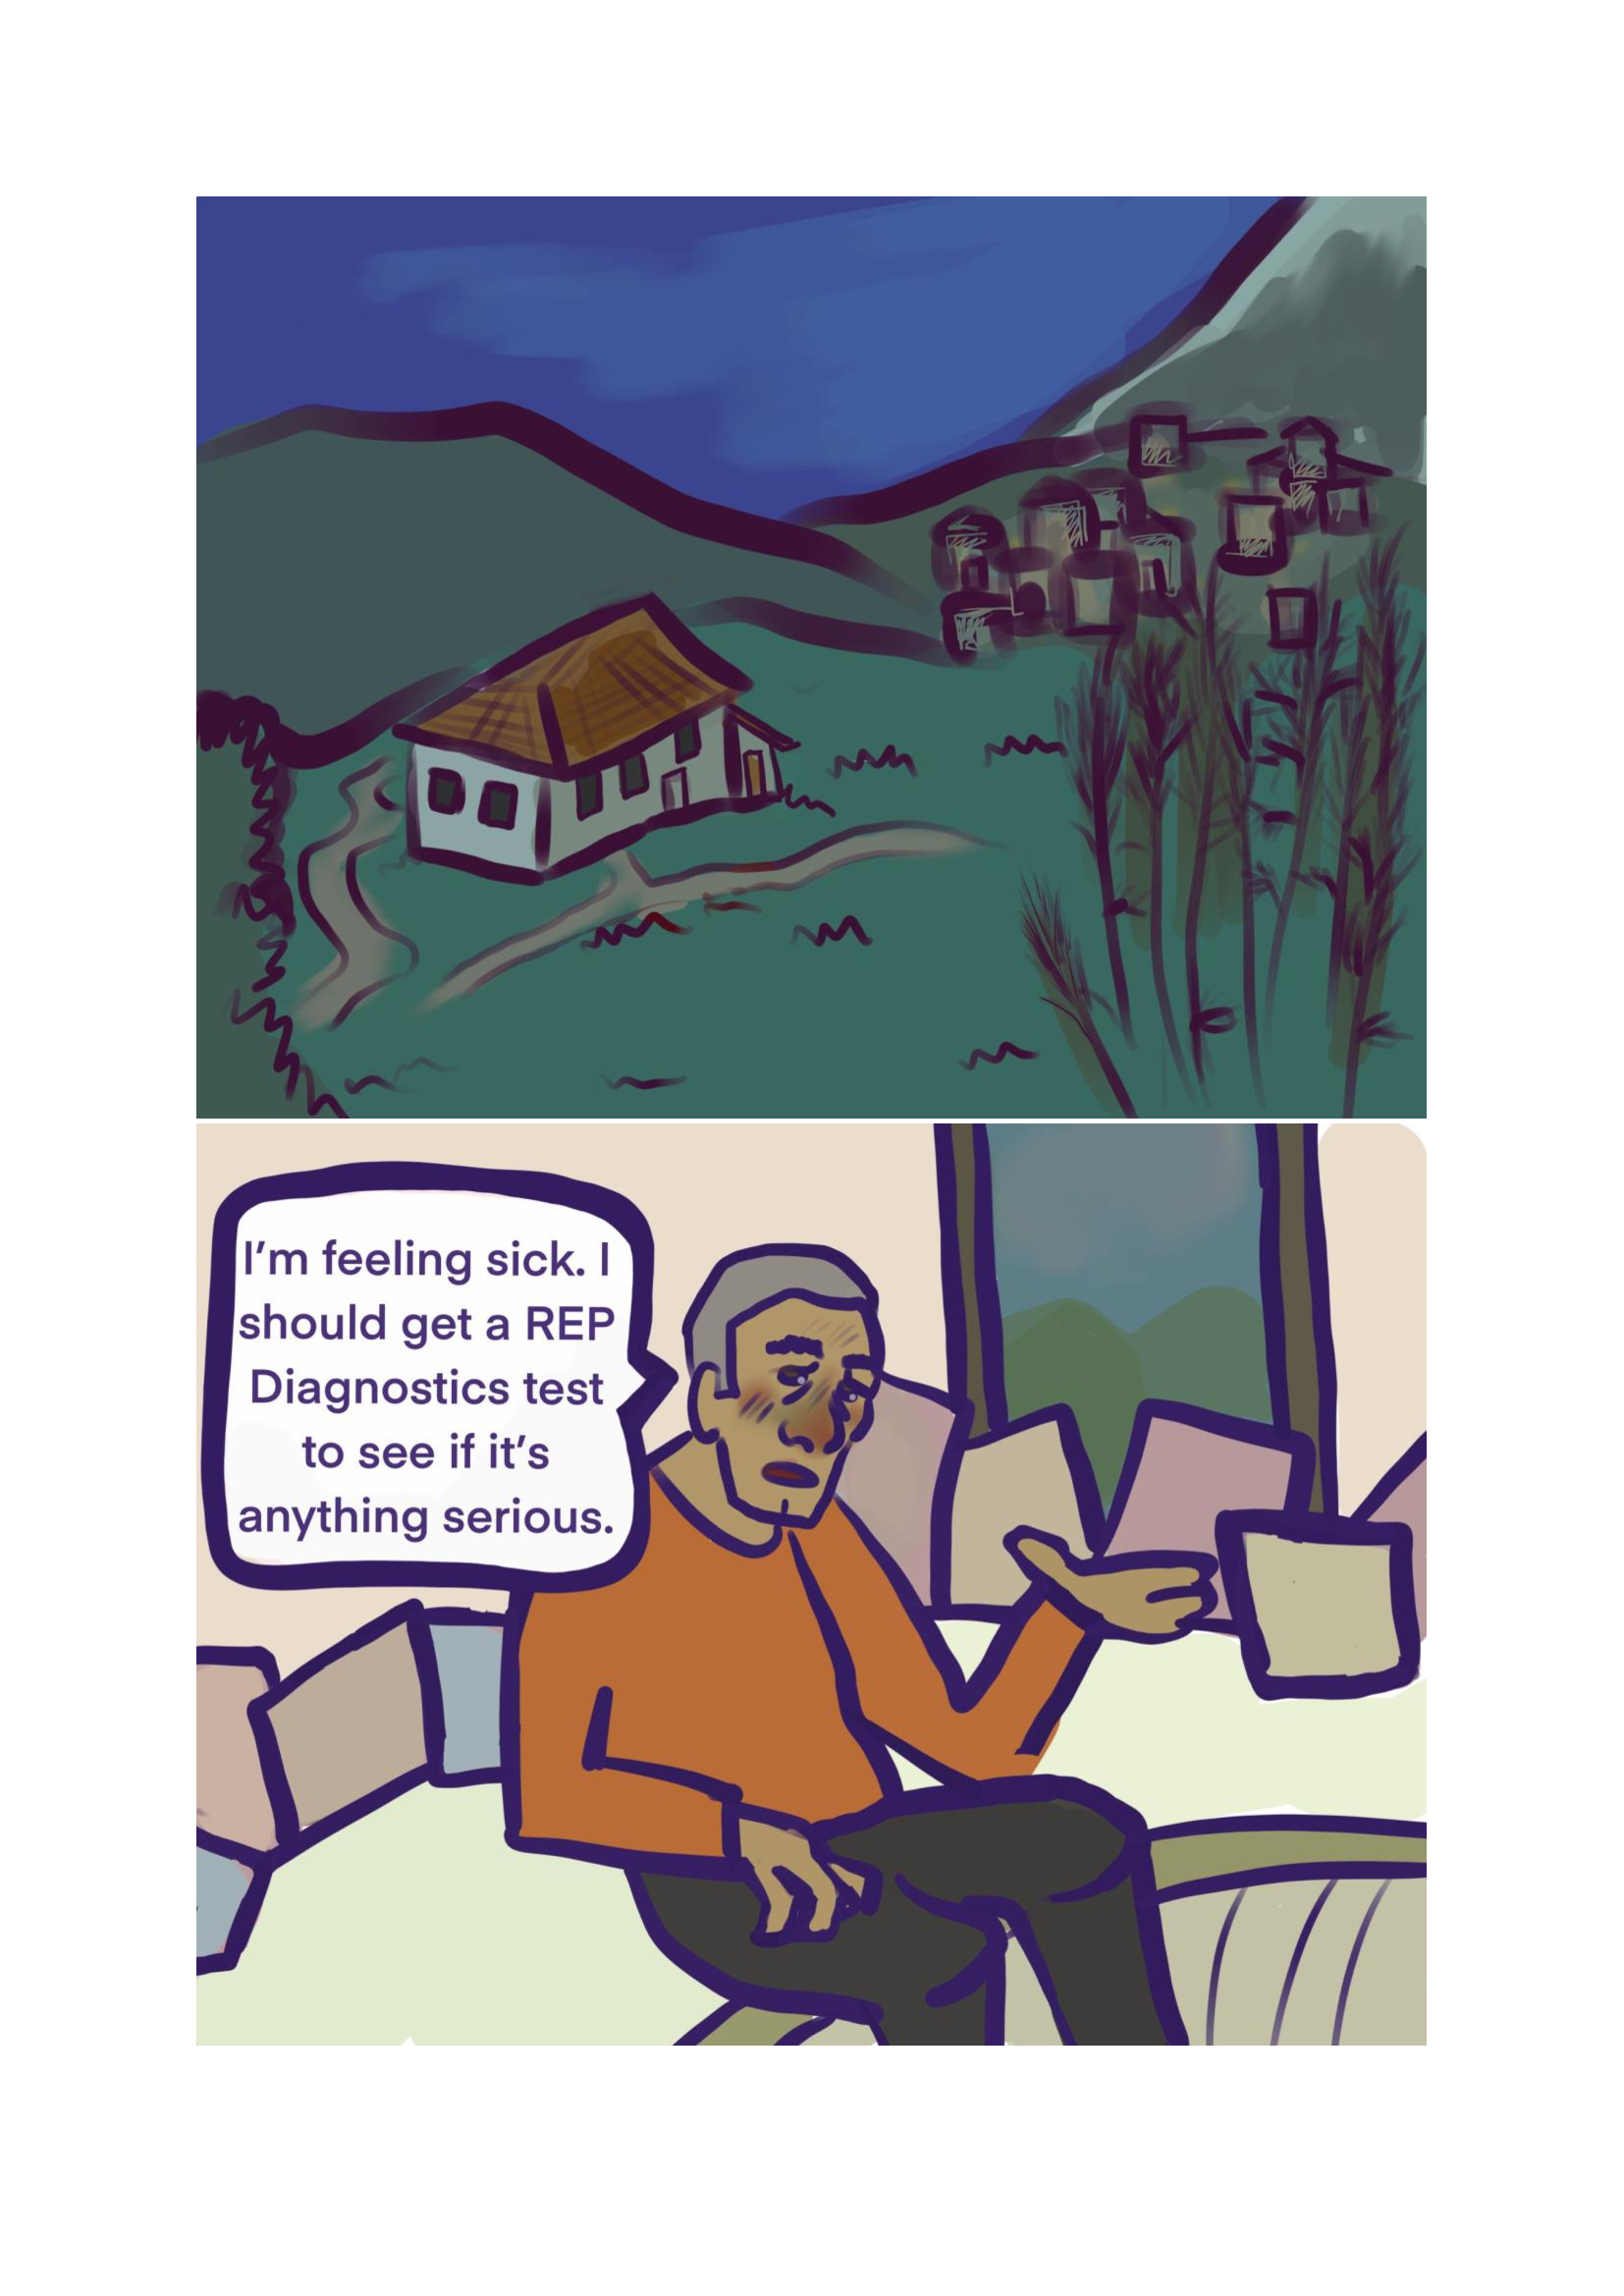 I'm feeling sick. I
should get a REP
Diagnostics test
to see if it's
anything serious.